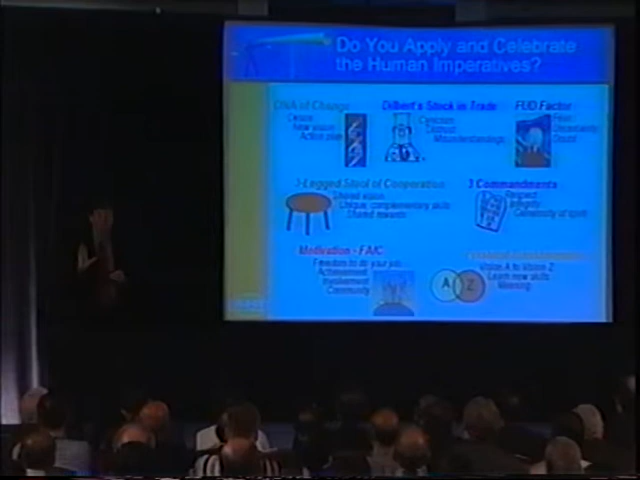 Do You Apply and Celebrate
the Human Imperatives?
DNA of Change
Desire
New vision
Action plan
Dilbert's Stock in Trade
Cynicism
Distrust
Misunderstandings
FUD Factor
Fear
Uncertainty
Doubt
3-Legged Stool of Cooperation
Shared vision
Unique, complementary skills
Shared rewards
3 Commandments
Respect
Integrity
Generosity of spirit
Motivation - FAIC
Freedom to do your job
Achievement
Involvement
Community
A Z
Vision A to Vision Z
Learn new skills
Meaning